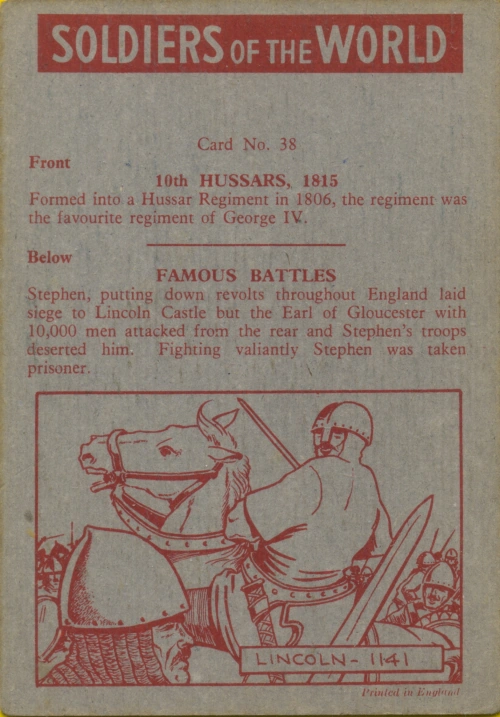 SOLDIERS OF THE WORLD
Card No. 38
Front
10th HUSSARS, 1815
Formed into a Hussar Regiment in 1806, the regiment was
the favourite regiment of George IV.
Below
FAMOUS BATTLES
Stephen, putting down revolts throughout England laid
siege to Lincoln Castle but the Earl of Gloucester with
10,000 men attacked from the rear and Stephen's troops
deserted him. Fighting valiantly Stephen was taken
prisoner.
LINCOLN - 1141
Printed in England